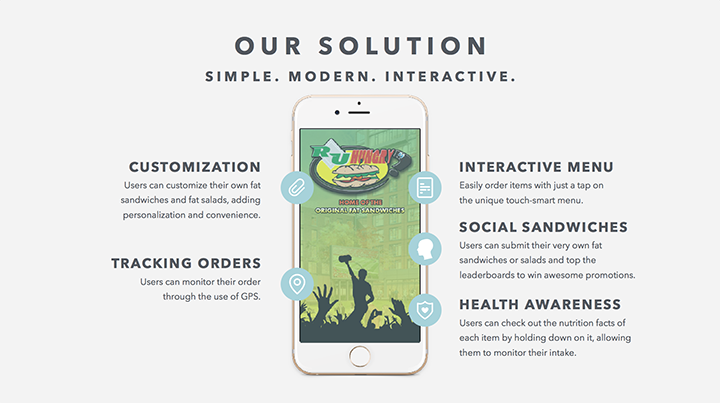 OUR SOLUTION
SIMPLE. MODERN. INTERACTIVE.
CUSTOMIZATION
Users can customize their own fat
sandwiches and fat salads, adding
personalization and convenience.
TRACKING ORDERS
Users can monitor their order
through the use of GPS.
RU HUNGRY?
HOME OF THE
ORIGINAL FAT SANDWICHES
INTERACTIVE MENU
Easily order items with just a tap on
the unique touch-smart menu.
SOCIAL SANDWICHES
Users can submit their very own fat
sandwiches or salads and top the
leaderboards to win awesome promotions.
HEALTH AWARENESS
Users can check out the nutrition facts of
each item by holding down on it, allowing
them to monitor their intake.